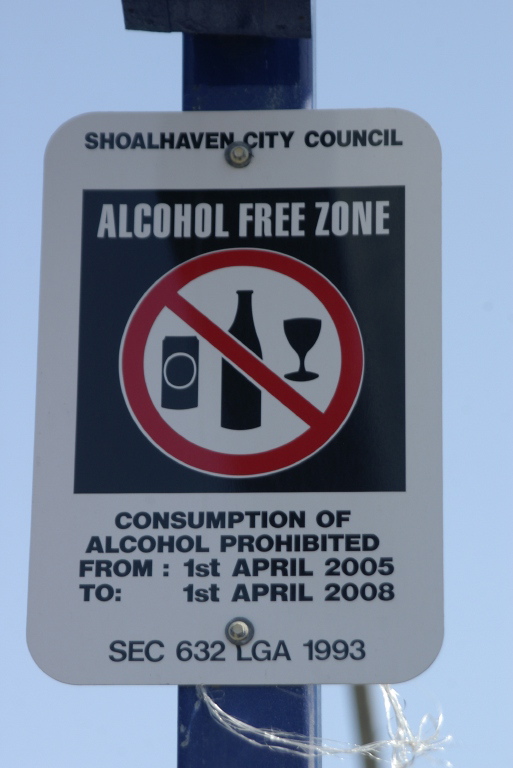 SHOALHAVEN CITY COUNCIL
ALCOHOL FREE ZONE
CONSUMPTION OF
ALCOHOL PROHIBITED
FROM : 1st APRIL 2005
TO: 1st APRIL 2008
SEC 632 LGA 1993